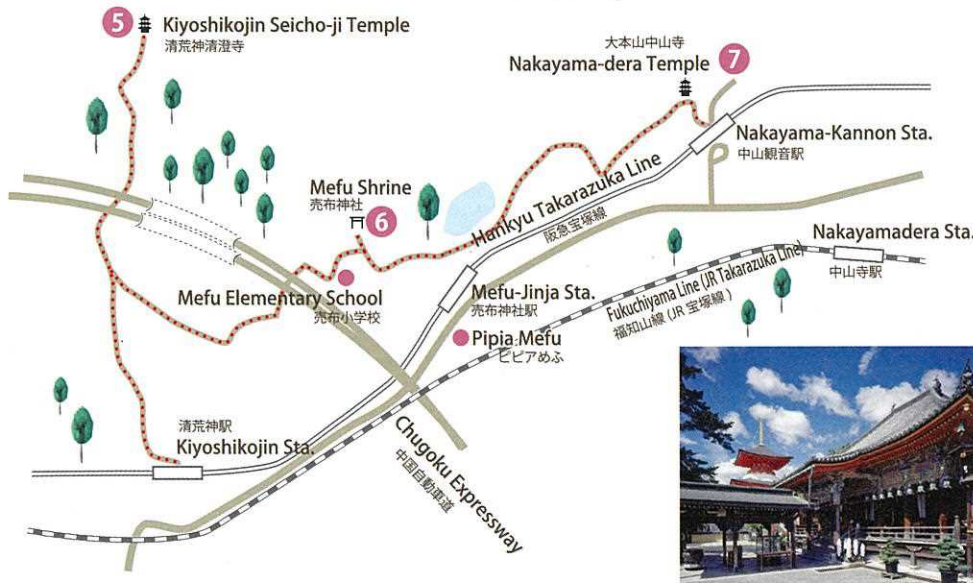 5
Kiyoshikojin Seicho-ji Temple
清荒神清澄寺
大本山中山寺
Nakayama-dera Temple
7
Nakayama-Kannon Sta.
中山観音駅
Mefu Shrine
売布神社
6
Hankyu Takarazuka Line
阪急宝塚線
Nakayamadera Sta.
中山寺駅
Mefu Elementary School
売布小学校
Mefu-Jinja Sta.
売布神社駅
Fukuchiyama Line (JR Takarazuka Line)
福知山線 (JR 宝塚線)
Pipia Mefu
ピピアめふ
清荒神駅
Kiyoshikojin Sta.
Chugoku Expressway
中国自動車道